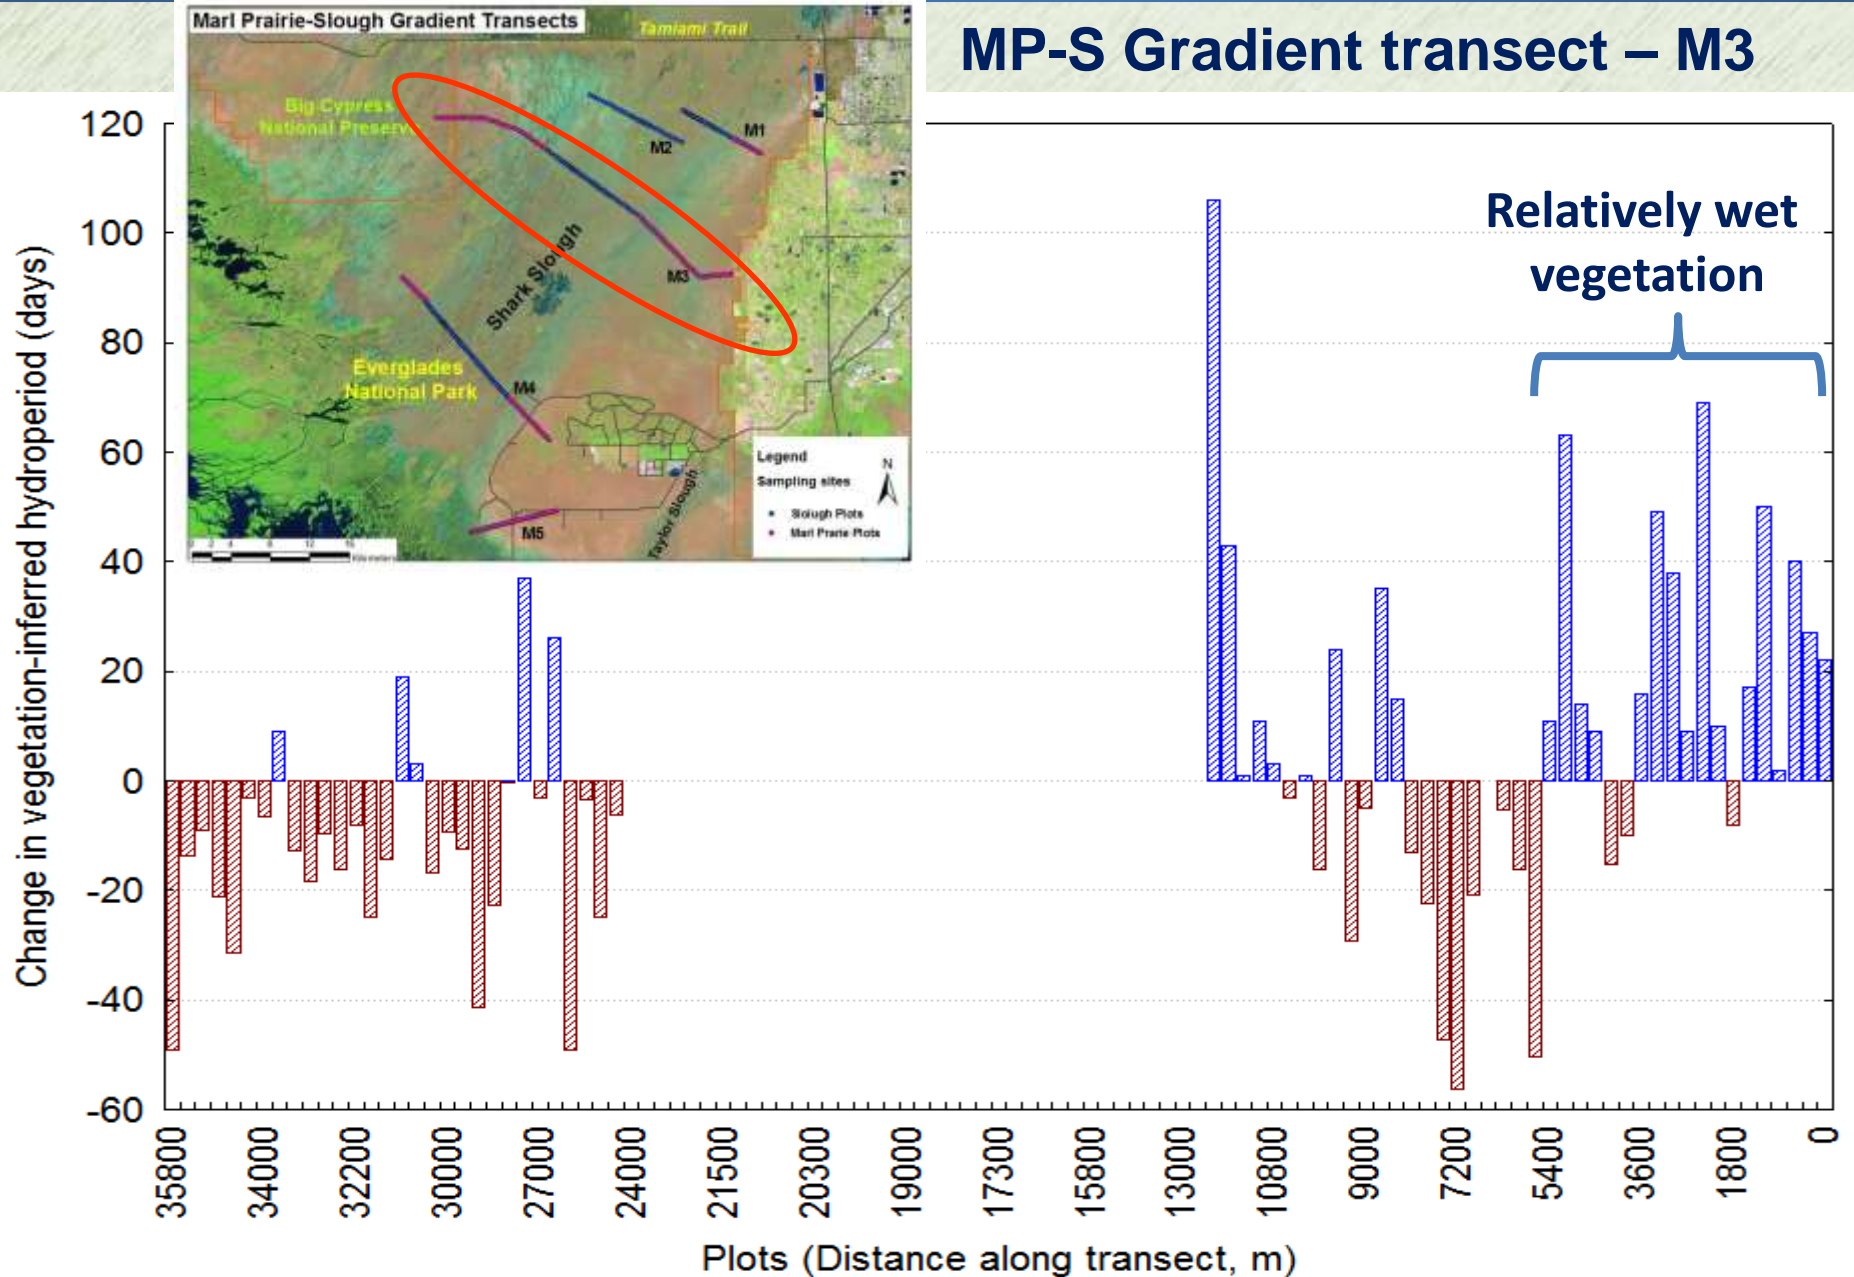 MP-S Gradient transect – M3
Marl Prairie-Slough Gradient Transects
Tamiami Trail
Big Cypress
National Preserv
M1
M2
M3
Shark Slough
Everglades
National Park
M4
M5
Taylor Slough
Legend
Sampling sites
N
Slough Plots
Marl Prarie Plots
Relatively wet
vegetation
Change in vegetation-inferred hydroperiod (days)
120
100
80
60
40
20
0
-20
-40
-60
35800 34000 32200 30000 27000 24000 21500 20300 19000 17300 15800 13000 10800 9000 7200 5400 3600 1800 0
Plots (Distance along transect, m)